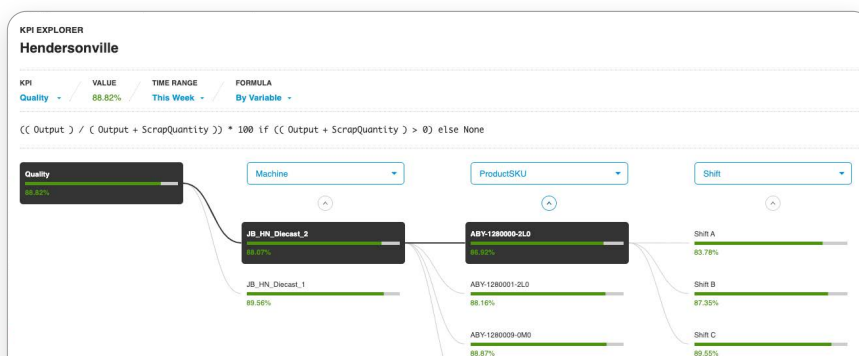 KPI EXPLORER
Hendersonville
KPI VALUE TIME RANGE FORMULA
Quality 88.82% This Week By Variable
(( Output ) / ( Output + ScrapQuantity )) * 100 if (( Output + ScrapQuantity ) > 0) else None
Quality Machine ProductSKU Shift
88.82%
JB_HN_Diecast_2 ABY-1280000-2L0 Shift A
88.07% 85.92% 83.78%
JB_HN_Diecast_1 ABY-1280001-2L0 Shift B
89.56% 88.16% 87.35%
ABY-1280009-0M0 Shift C
88.87% 89.55%